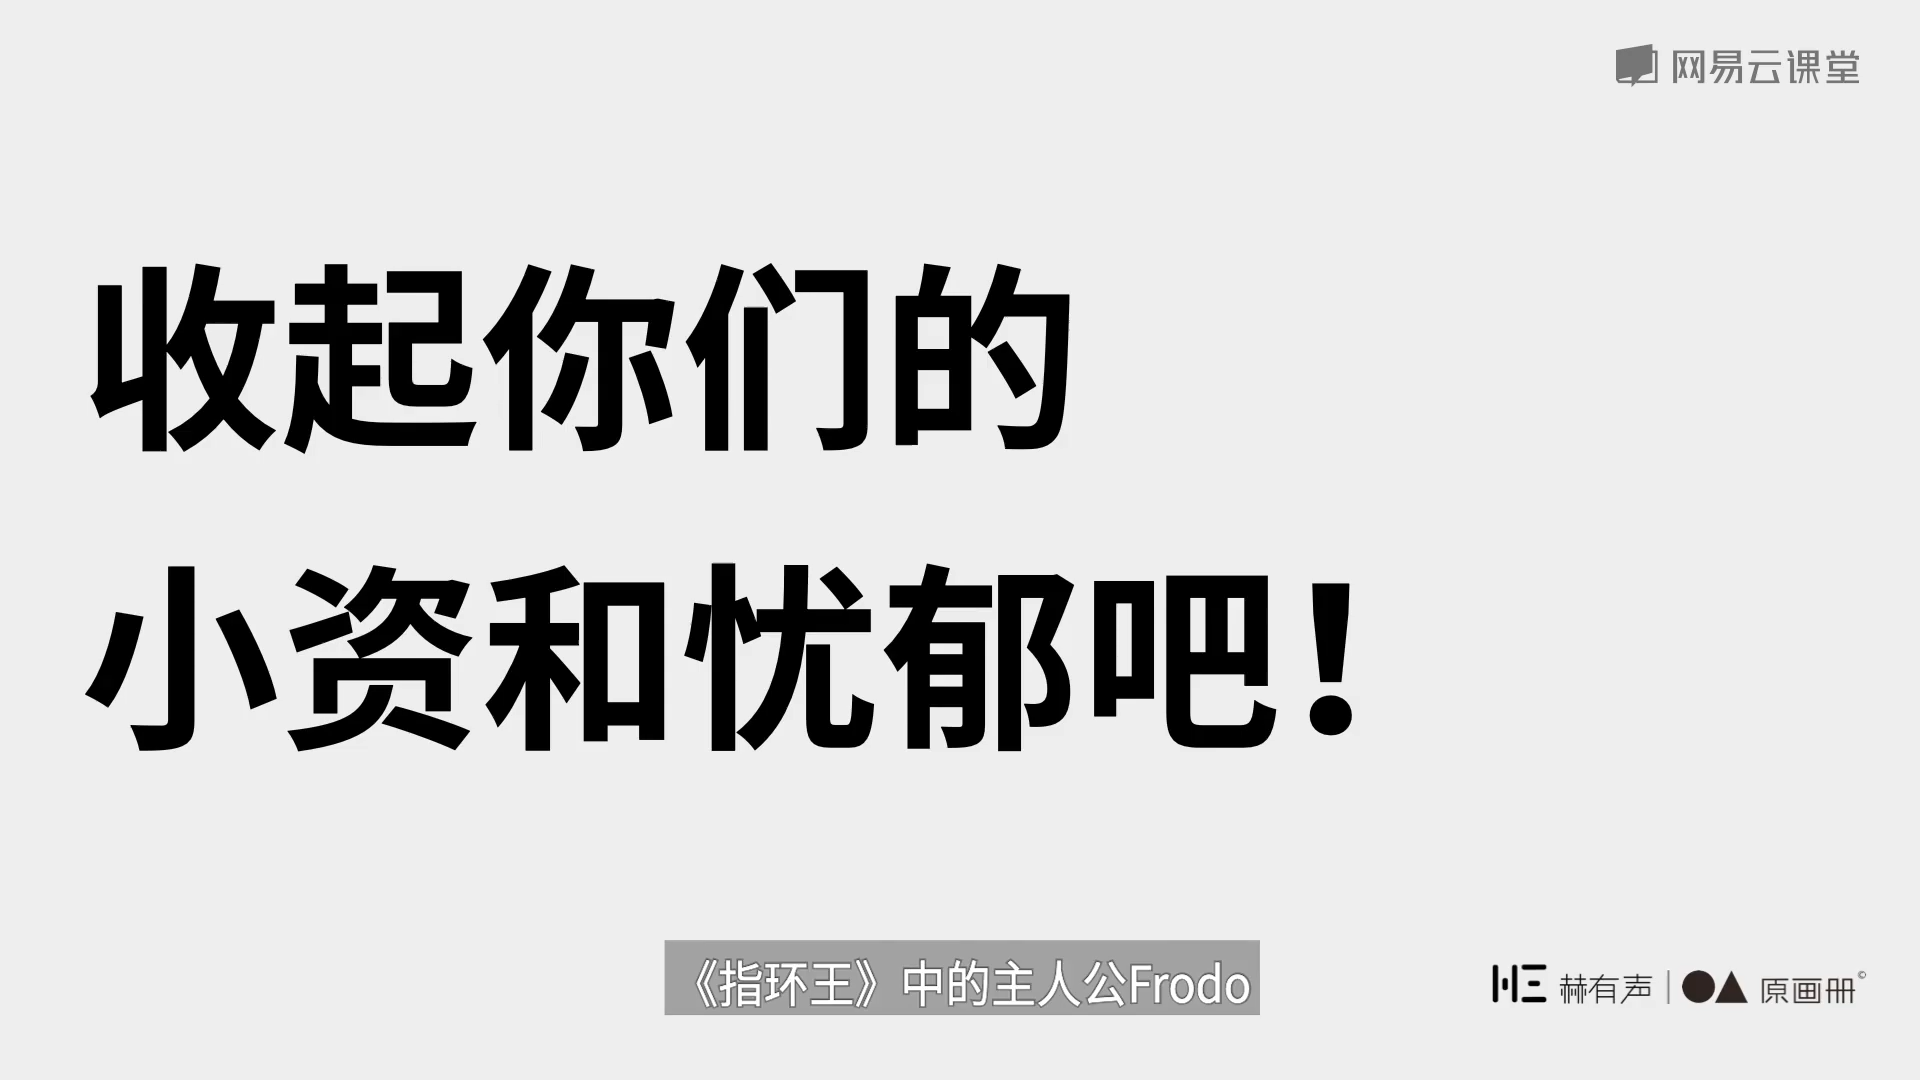 网易云课堂
收起你们的
小资和忧郁吧！
《指环王》中的主人公Frodo
HE 赫有声 | 原画册©